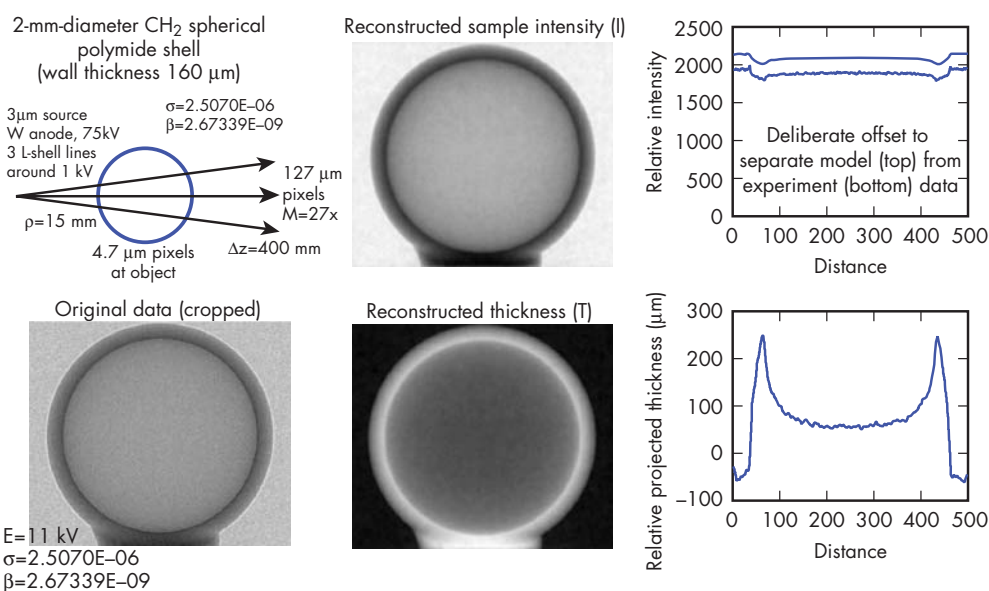 2-mm-diameter CH2 spherical
polymide shell
(wall thickness 160 μm)
3μm source
W anode, 75kV
3 L-shell lines
around 1 kV
σ=2.5070E–06
β=2.67339E–09
127 μm
pixels
M=27x
ρ=15 mm
Δz=400 mm
4.7 μm pixels
at object
Reconstructed sample intensity (I)
Relative intensity
2500
2000
1500
1000
500
0
Deliberate offset to
separate model (top) from
experiment (bottom) data
0 100 200 300 400 500
Distance
Original data (cropped)
E=11 kV
σ=2.5070E–06
β=2.67339E–09
Reconstructed thickness (T)
Relative projected thickness (μm)
300
200
100
0
–100
0 100 200 300 400 500
Distance